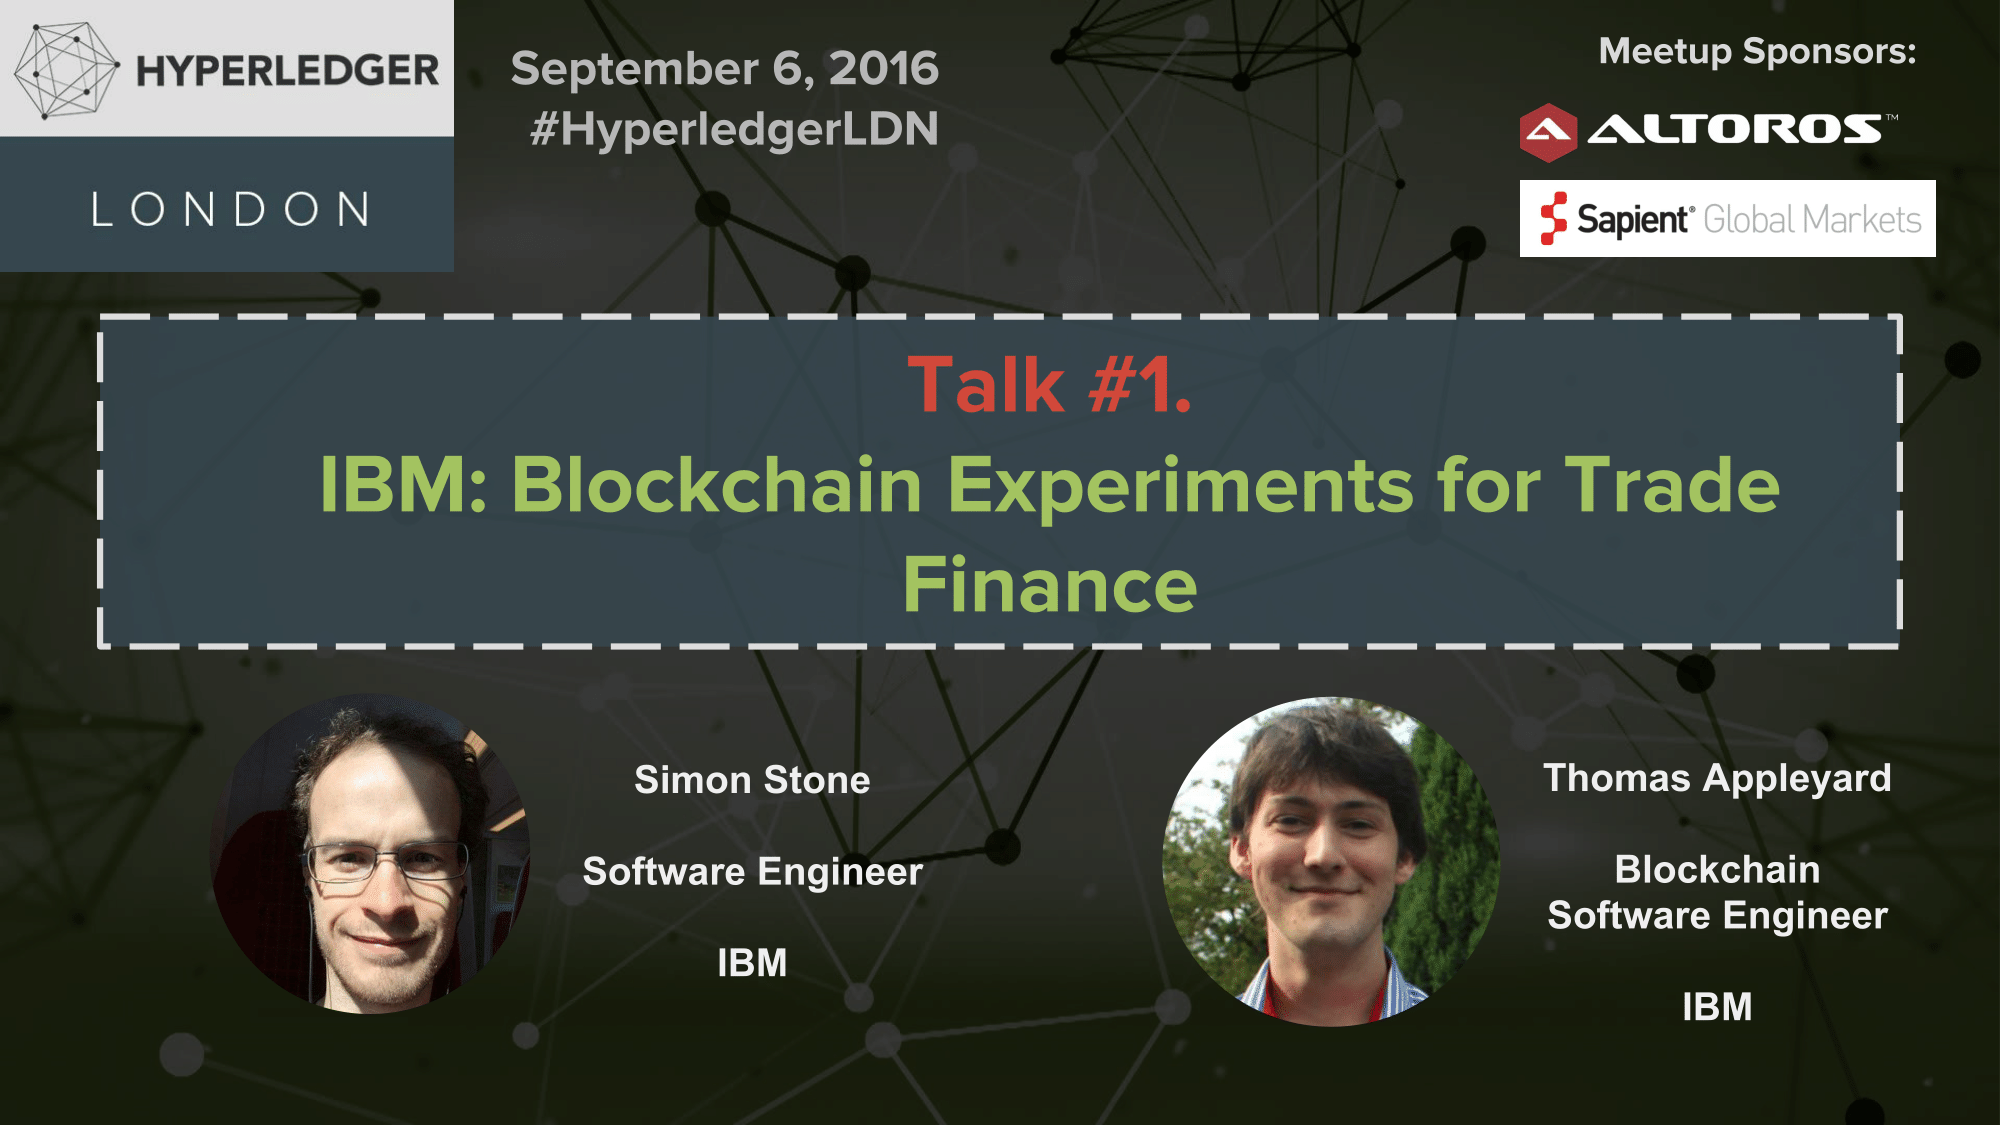 HYPERLEDGER
LONDON
September 6, 2016
#HyperledgerLDN
Meetup Sponsors:
ALTOROS™
Sapient® Global Markets
Talk #1.
IBM: Blockchain Experiments for Trade
Finance
Simon Stone
Software Engineer
IBM
Thomas Appleyard
Blockchain
Software Engineer
IBM